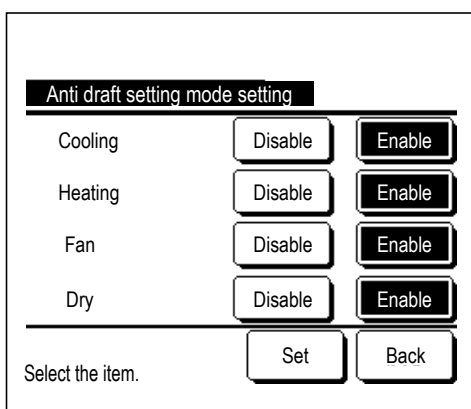 Anti draft setting mode setting
Cooling Disable Enable
Heating Disable Enable
Fan Disable Enable
Dry Disable Enable
Set Back
Select the item.